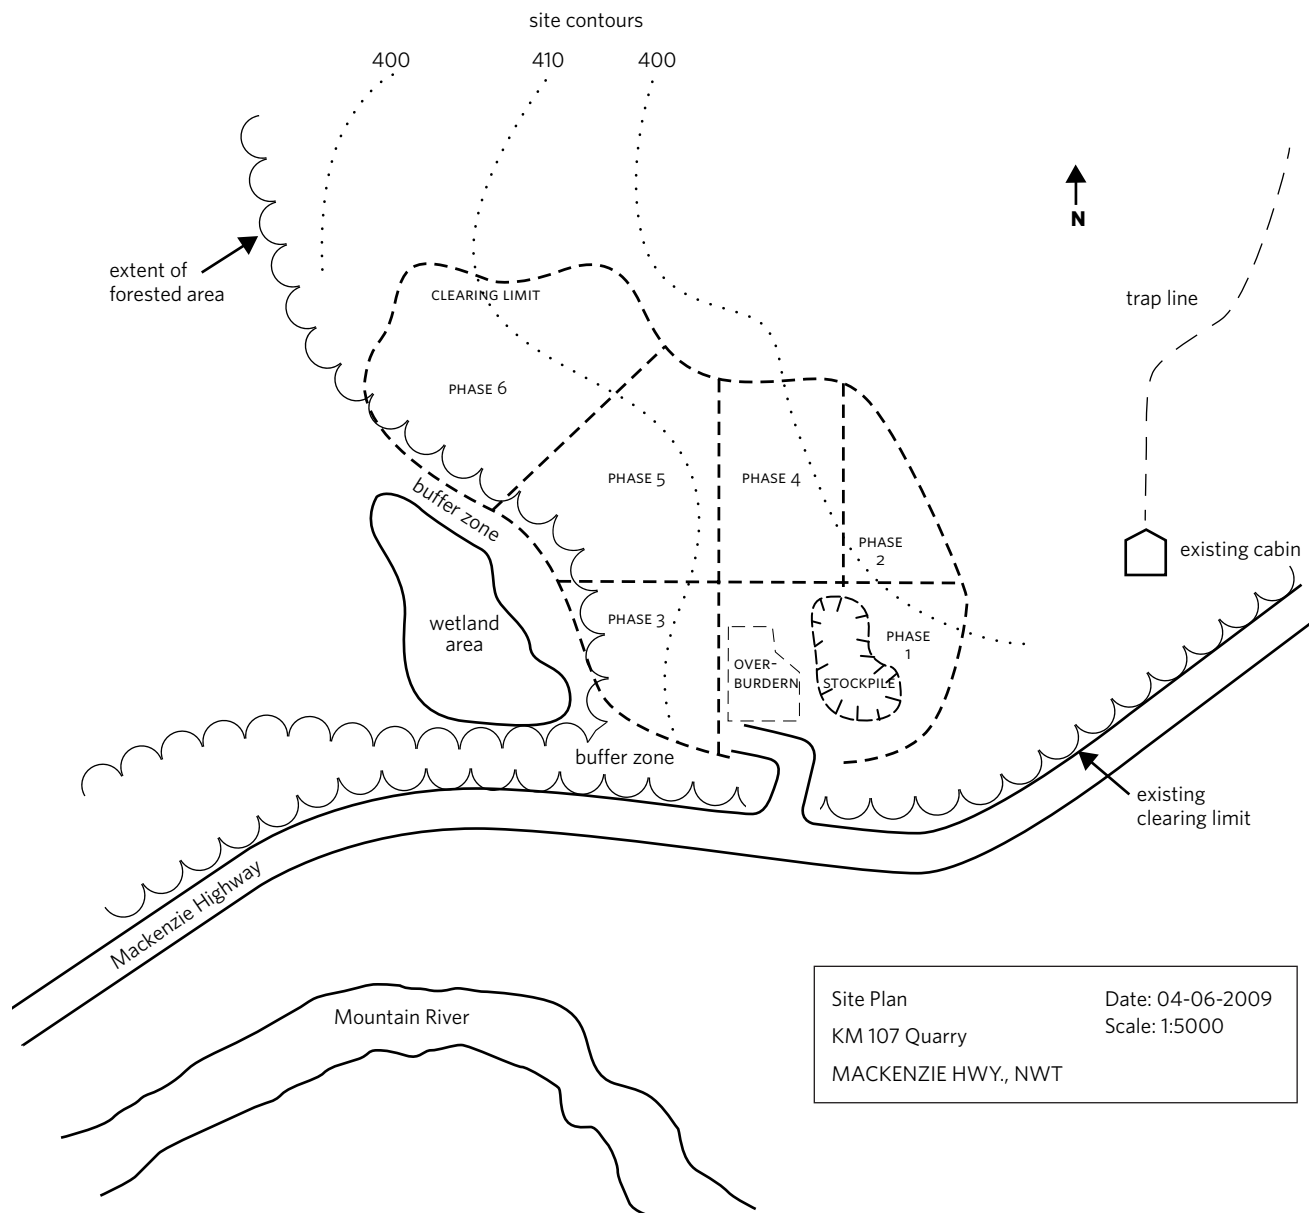 site contours
400
410
400
N
extent of
forested area
CLEARING LIMIT
trap line
PHASE 6
PHASE 5
PHASE 4
buffer zone
PHASE
2
existing cabin
wetland
area
PHASE 3
PHASE
1
OVER-
BURDERN
STOCKPILE
buffer zone
existing
clearing limit
Mackenzie Highway
Mountain River
Site Plan
KM 107 Quarry
MACKENZIE HWY., NWT
Date: 04-06-2009
Scale: 1:5000